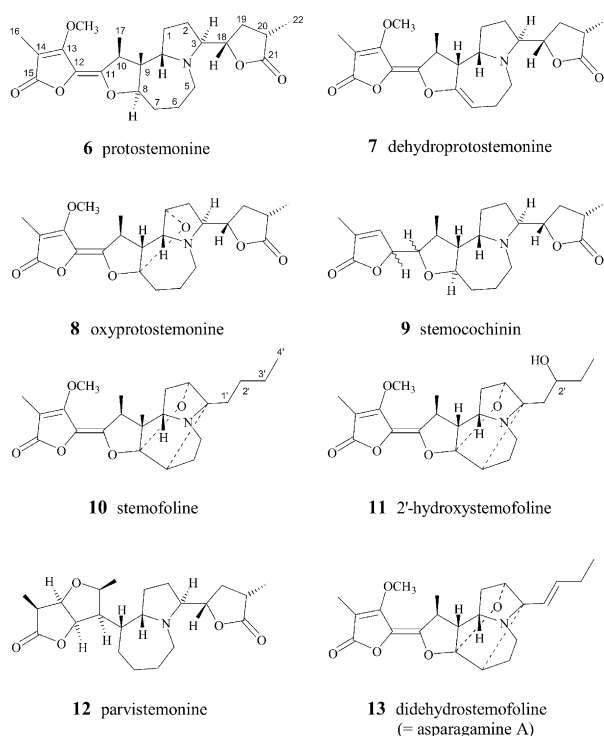 16
14
15
OCH3
13
12
O
O
17
10
11
9
8
O
H
H
1
2
3
N
5
6
7
H
18
19
20
21
22
H
O
O
6 protostemonine
OCH3
O
O
O
H
H
N
H
H
O
O
7 dehydroprotostemonine
OCH3
O
O
O
H
H
O
N
H
H
O
O
8 oxyprotostemonine
O
O
H
H
O
H
H
H
N
H
H
O
O
9 stemocochinin
OCH3
O
O
O
H
O
N
1'
2'
3'
4'
10 stemofoline
OCH3
O
O
O
H
H
O
N
HO
2'
11 2'-hydroxystemofoline
H
O
O
O
H
H
H
H
N
H
H
O
O
12 parvistemonine
OCH3
O
O
O
H
H
O
N
13 didehydrostemofoline
(= asparagamine A)